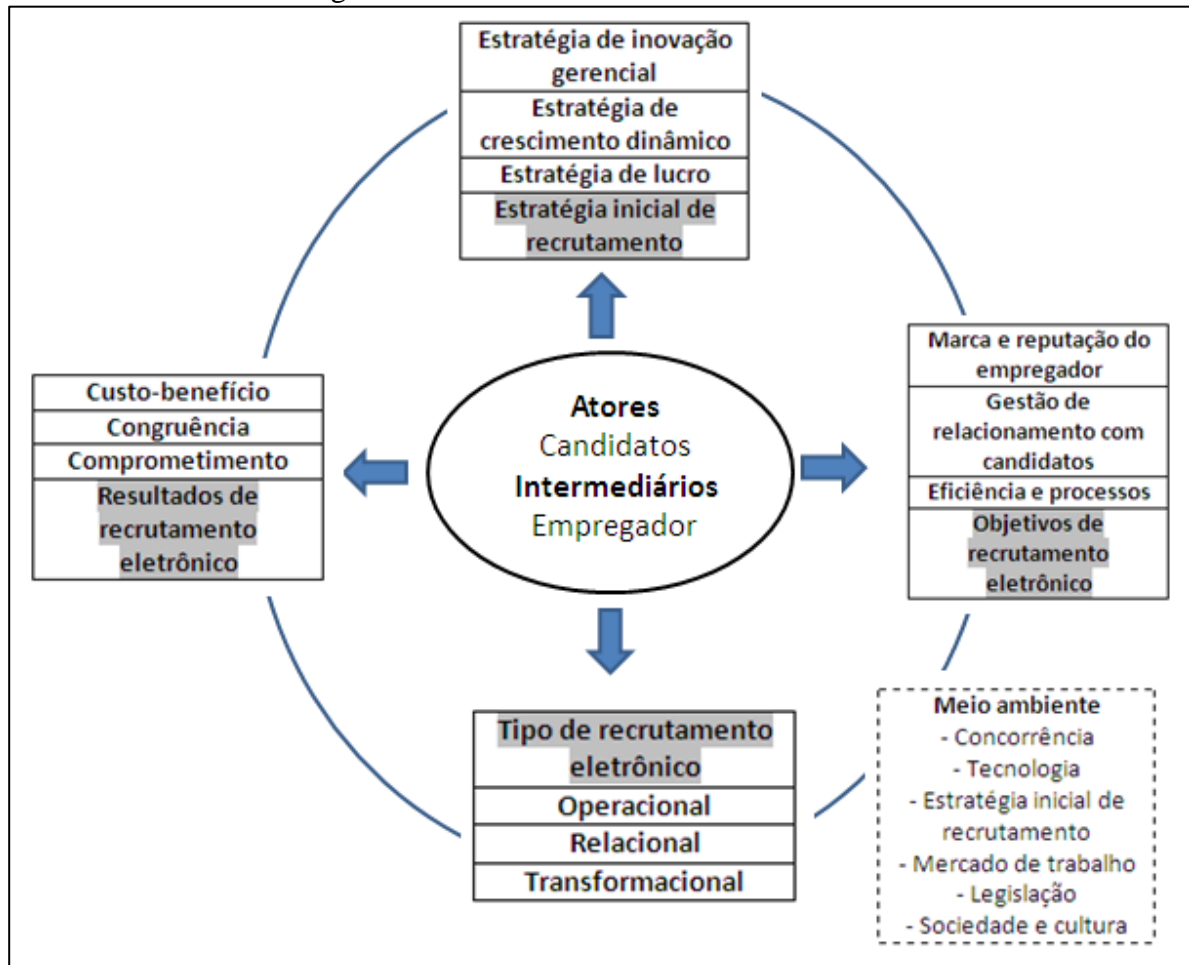 Estratégia de inovação
gerencial
Estratégia de
crescimento dinâmico
Estratégia de lucro
Estratégia inicial de
recrutamento
Custo-benefício
Congruência
Comprometimento
Resultados de
recrutamento
eletrônico
Atores
Candidatos
Intermediários
Empregador
Marca e reputação do
empregador
Gestão de
relacionamento com
candidatos
Eficiência e processos
Objetivos de
recrutamento
eletrônico
Tipo de recrutamento
eletrônico
Operacional
Relacional
Transformacional
Meio ambiente
- Concorrência
- Tecnologia
- Estratégia inicial de
recrutamento
- Mercado de trabalho
- Legislação
- Sociedade e cultura